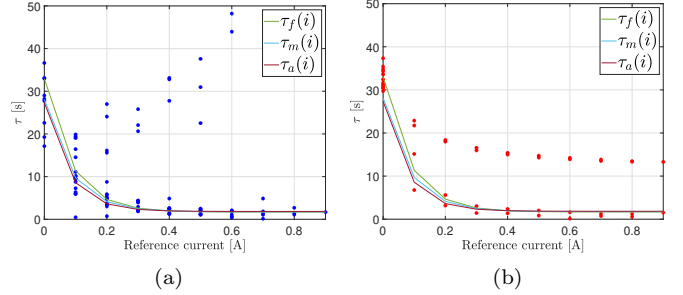 50
40
30
20
10
0
τ [s]
0
0.2
0.4
0.6
0.8
Reference current [A]
τf(i)
τm(i)
τa(i)
(a)
50
40
30
20
10
0
τ [s]
0
0.2
0.4
0.6
0.8
Reference current [A]
τf(i)
τm(i)
τa(i)
(b)